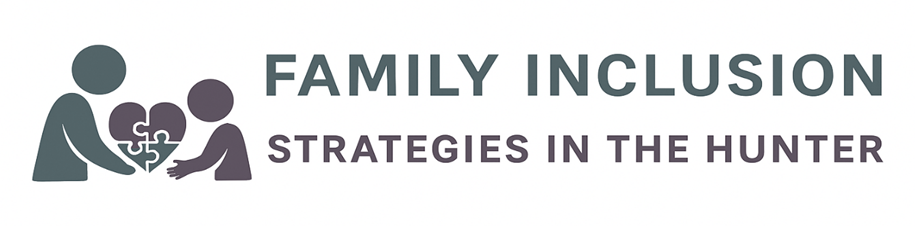 FAMILY INCLUSION
STRATEGIES IN THE HUNTER